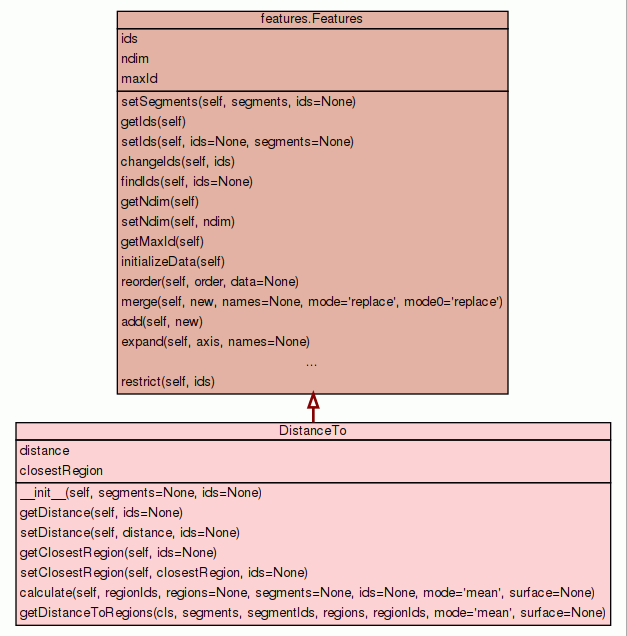 features.Features
ids
ndim
maxId
setSegments(self, segments, ids=None)
getIds(self)
setIds(self, ids=None, segments=None)
changeIds(self, ids)
findIds(self, ids=None)
getNdim(self)
setNdim(self, ndim)
getMaxId(self)
initializeData(self)
reorder(self, order, data=None)
merge(self, new, names=None, mode='replace', mode0='replace')
add(self, new)
expand(self, axis, names=None)
...
restrict(self, ids)
DistanceTo
distance
closestRegion
__init__(self, segments=None, ids=None)
getDistance(self, ids=None)
setDistance(self, distance, ids=None)
getClosestRegion(self, ids=None)
setClosestRegion(self, closestRegion, ids=None)
calculate(self, regionIds, regions=None, segments=None, ids=None, mode='mean', surface=None)
getDistanceToRegions(cls, segments, segmentIds, regions, regionIds, mode='mean', surface=None)